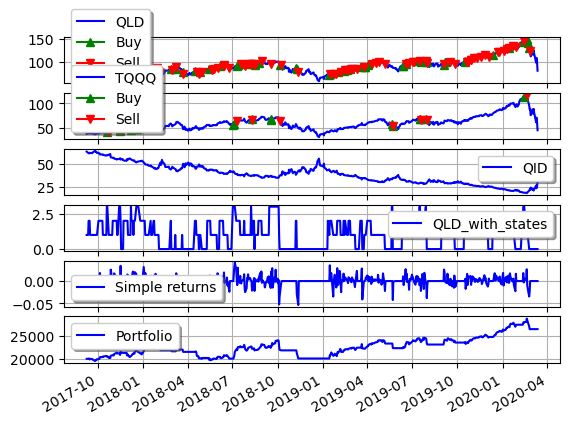 QLD
Buy
Sell
150
100
TQQQ
Buy
Sell
100
50
QID
50
25
QLD_with_states
2.5
0.0
Simple returns
0.00
−0.05
Portfolio
25000
20000
2017-10 2018-01 2018-04 2018-07 2018-10 2019-01 2019-04 2019-07 2019-10 2020-01 2020-04